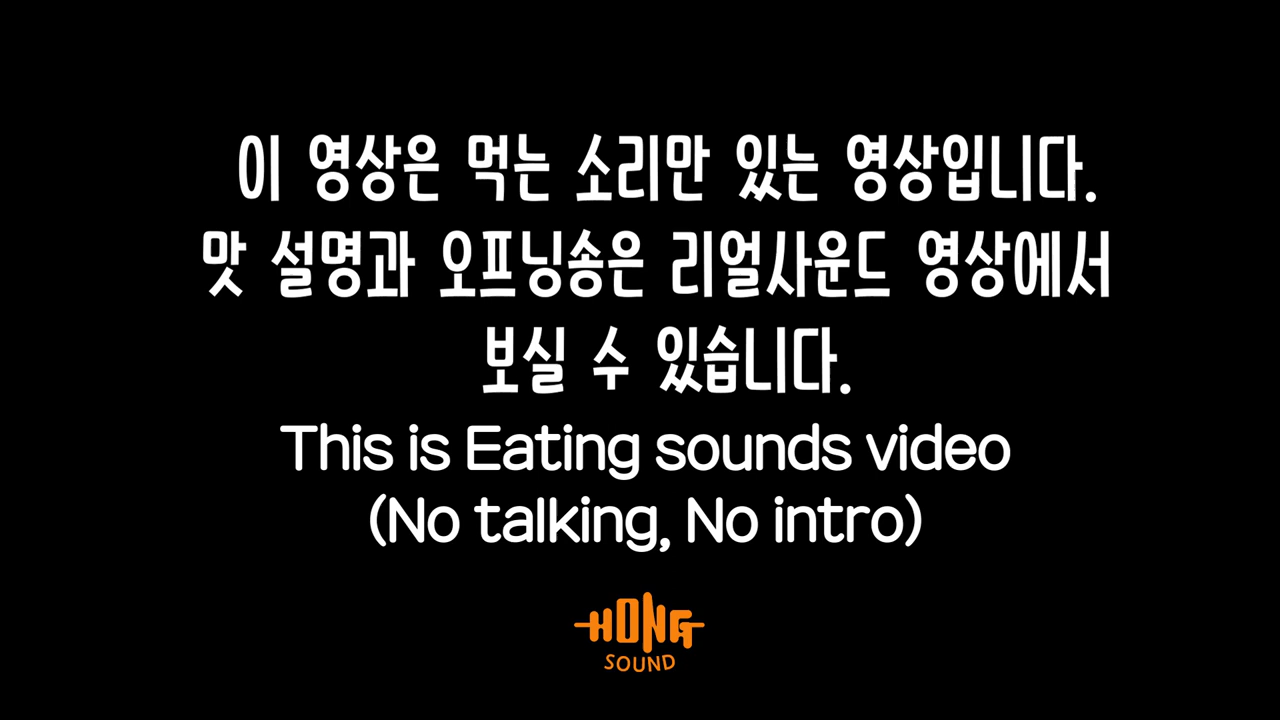 이 영상은 먹는 소리만 있는 영상입니다.
맛 설명과 오프닝송은 리얼사운드 영상에서
보실 수 있습니다.
This is Eating sounds video
(No talking, No intro)
HONG
SOUND